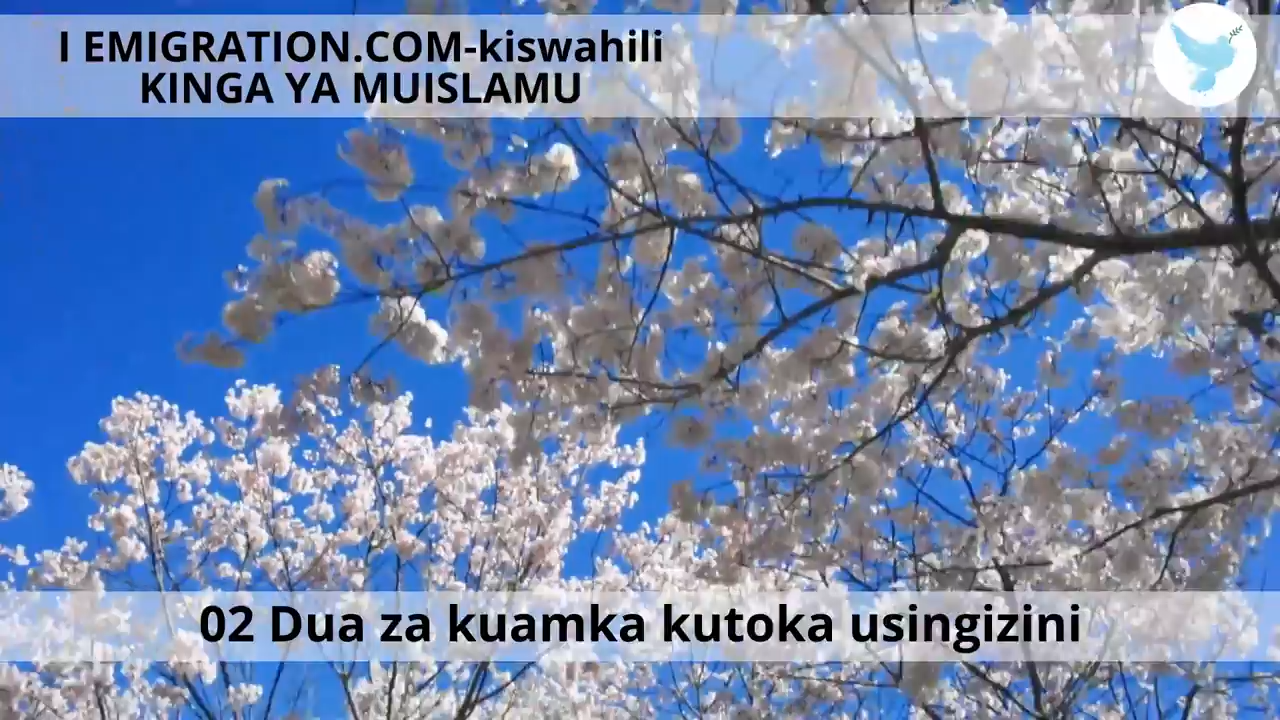 I EMIGRATION.COM-kiswahili
KINGA YA MUISLAMU
02 Dua za kuamka kutoka usingizini